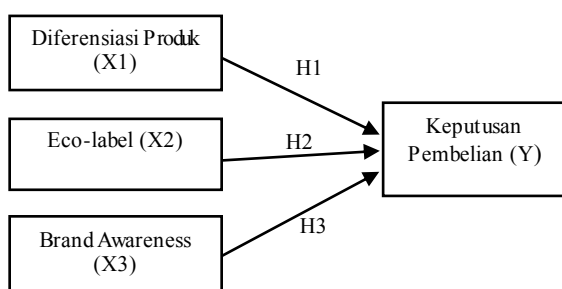 Diferensiasi Produk
(X1)
H1
Eco-label (X2)
H2
Keputusan
Pembelian (Y)
H3
Brand Awareness
(X3)